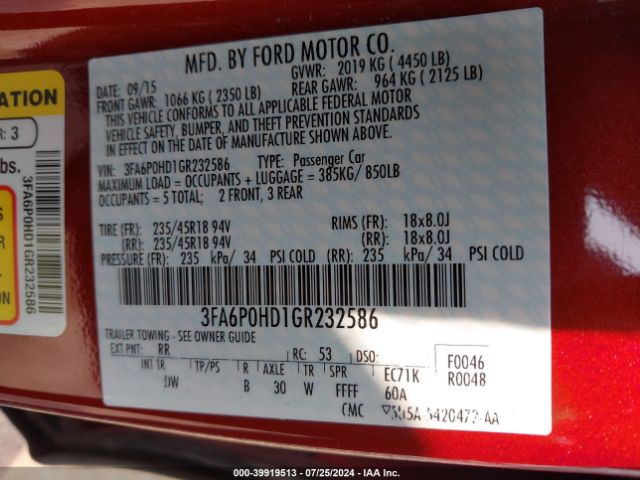 MFD. BY FORD MOTOR CO.
DATE: 09/15 GVWR: 2019 KG ( 4450 LB)
FRONT GAWR: 1066 KG ( 2350 LB) REAR GAWR: 964 KG ( 2125 LB)
THIS VEHICLE CONFORMS TO ALL APPLICABLE FEDERAL MOTOR
VEHICLE SAFETY, BUMPER, AND THEFT PREVENTION STANDARDS
IN EFFECT ON THE DATE OF MANUFACTURE SHOWN ABOVE.
VIN: 3FA6P0HD1GR232586 TYPE: Passenger Car
MAXIMUM LOAD = OCCUPANTS + LUGGAGE = 385KG/ 850LB
OCCUPANTS = 5 TOTAL; 2 FRONT, 3 REAR
TIRE (FR): 235/45R18 94V RIMS (FR): 18x8.0J
(RR): 235/45R18 94V (RR): 18x8.0J
PRESSURE (FR): 235 kPa/ 34 PSI COLD (RR): 235 kPa/ 34 PSI COLD
3FA6P0HD1GR232586
TRAILER TOWING - SEE OWNER GUIDE
EXT PNT: RR RC: 53 DSO: F0046
INT TR TP/PS R AXLE TR SPR EC71K R0048
DW B 30 W FFFF 60A
CMC
ATION
R: 3
lbs.
3FA6P0HD1GR232586
000-39919513 - 07/25/2024 - IAA Inc.